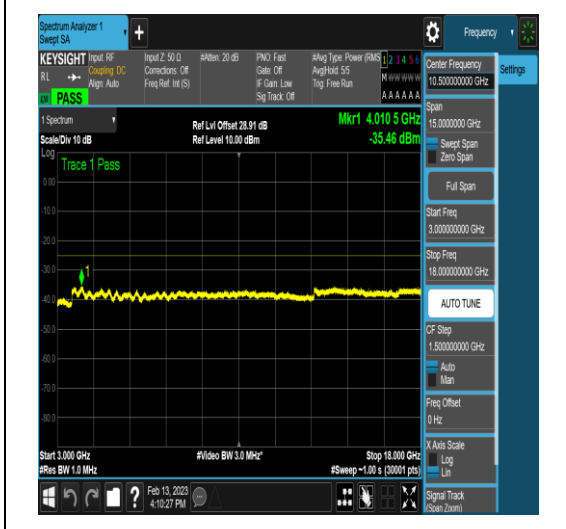 Spectrum Analyzer 1
Swept SA
+
Frequency
KEYSIGHT
Input: RF
Coupling: DC
Align: Auto
Input Z: 50 Ω
Corrections: Off
Freq Ref: Int (S)
#Atten: 20 dB
PNO: Fast
Gate: Off
IF Gain: Low
Sig Track: Off
#Avg Type: Power (RMS)
Avg|Hold: 5/5
Trig: Free Run
1 2 3 4 5 6
M W W W W W
A A A A A A
RL
PASS
Center Frequency
10.500000000 GHz
Settings
Span
15.0000000 GHz
Swept Span
Zero Span
Full Span
Start Freq
3.000000000 GHz
Stop Freq
18.000000000 GHz
AUTO TUNE
CF Step
1.500000000 GHz
Auto
Man
Freq Offset
0 Hz
X Axis Scale
Log
Lin
Signal Track
(Span Zoom)
1 Spectrum
Scale/Div 10 dB
Log
Ref Lvl Offset 28.91 dB
Ref Level 10.00 dBm
Mkr1 4.010 5 GHz
-35.46 dBm
Trace 1 Pass
0.00
-10.0
-20.0
-30.0
-40.0
-50.0
-60.0
-70.0
-80.0
1
Start 3.000 GHz
#Res BW 1.0 MHz
#Video BW 3.0 MHz*
Stop 18.000 GHz
#Sweep ~1.00 s (30001 pts)
?
Feb 13, 2023
4:10:27 PM